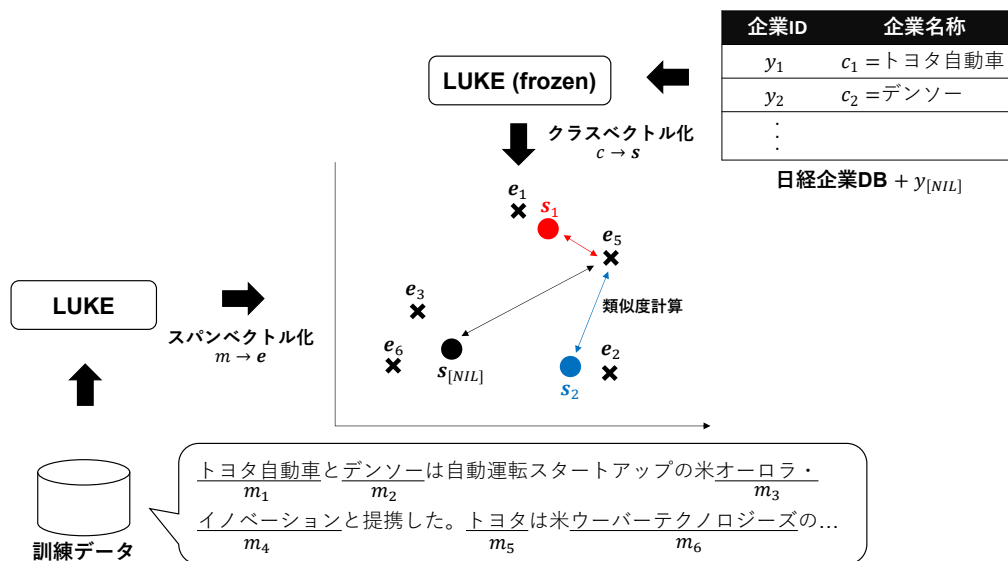 企業ID 企業名称
y₁ c₁ =トヨタ自動車
y₂ c₂ =デンソー
⋮ ⋮
日経企業DB + y[NIL]
LUKE (frozen)
クラスベクトル化
c → s
e₁
s₁
e₅
類似度計算
e₃
e₆
s[NIL]
s₂
e₂
LUKE
スパンベクトル化
m → e
訓練データ
トヨタ自動車とデンソーは自動運転スタートアップの米オーロラ・
m₁ m₂ m₃
イノベーションと提携した。トヨタは米ウーバーテクノロジーズの…
m₄ m₅ m₆